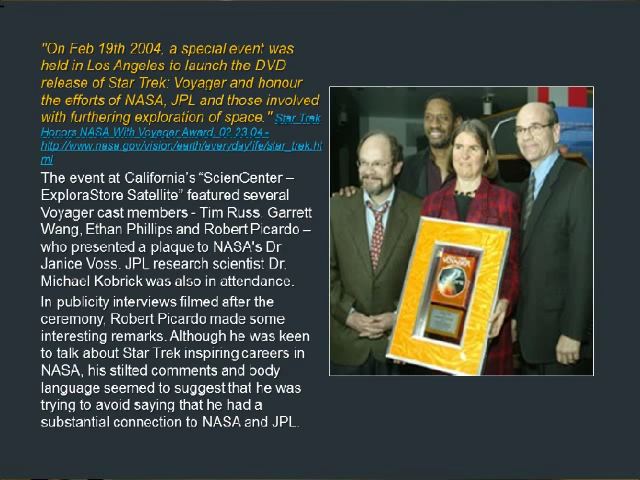 "On Feb 19th 2004, a special event was
held in Los Angeles to launch the DVD
release of Star Trek: Voyager and honour
the efforts of NASA, JPL and those involved
with furthering exploration of space." Star Trek
Honors NASA With Voyager Award, 02.23.04 -
http://www.nasa.gov/vision/earth/everydaylife/star_trek.ht
ml
The event at California's "ScienCenter –
ExploraStore Satellite" featured several
Voyager cast members - Tim Russ. Garrett
Wang, Ethan Phillips and Robert Picardo –
who presented a plaque to NASA's Dr
Janice Voss. JPL research scientist Dr.
Michael Kobrick was also in attendance.
In publicity interviews filmed after the
ceremony, Robert Picardo made some
interesting remarks. Although he was keen
to talk about Star Trek inspiring careers in
NASA, his stilted comments and body
language seemed to suggest that he was
trying to avoid saying that he had a
substantial connection to NASA and JPL.
VOYAGER